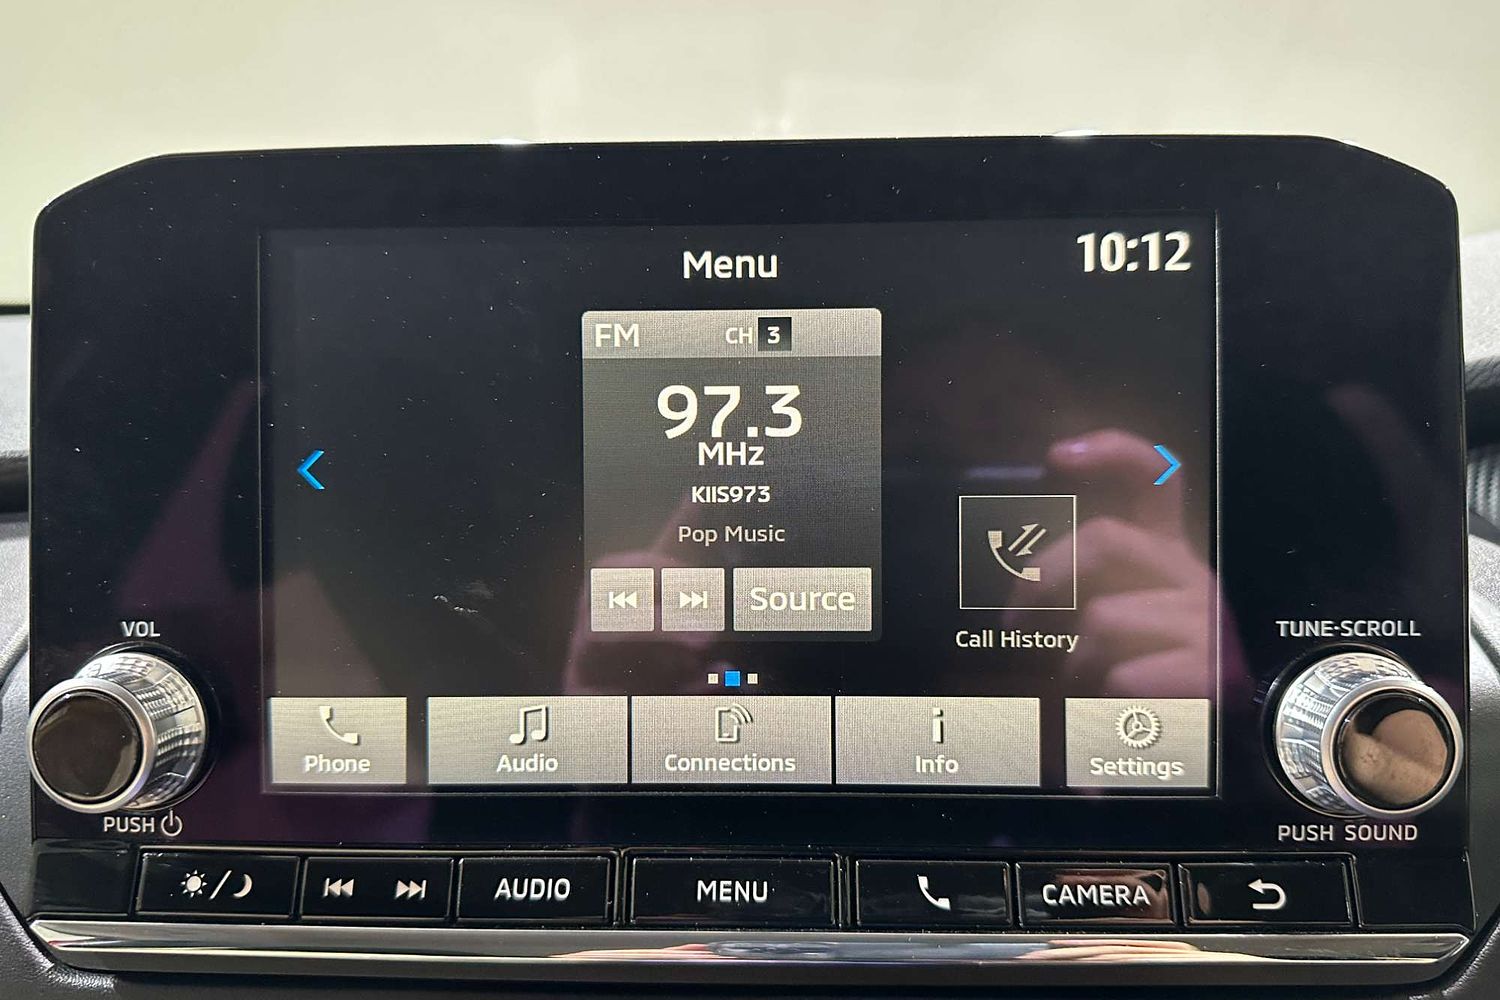 Menu
10:12
FM CH 3
97.3
MHz
KIIS973
Pop Music
Source
Call History
VOL
TUNE·SCROLL
Phone Audio Connections Info Settings
PUSH
PUSH SOUND
AUDIO MENU CAMERA